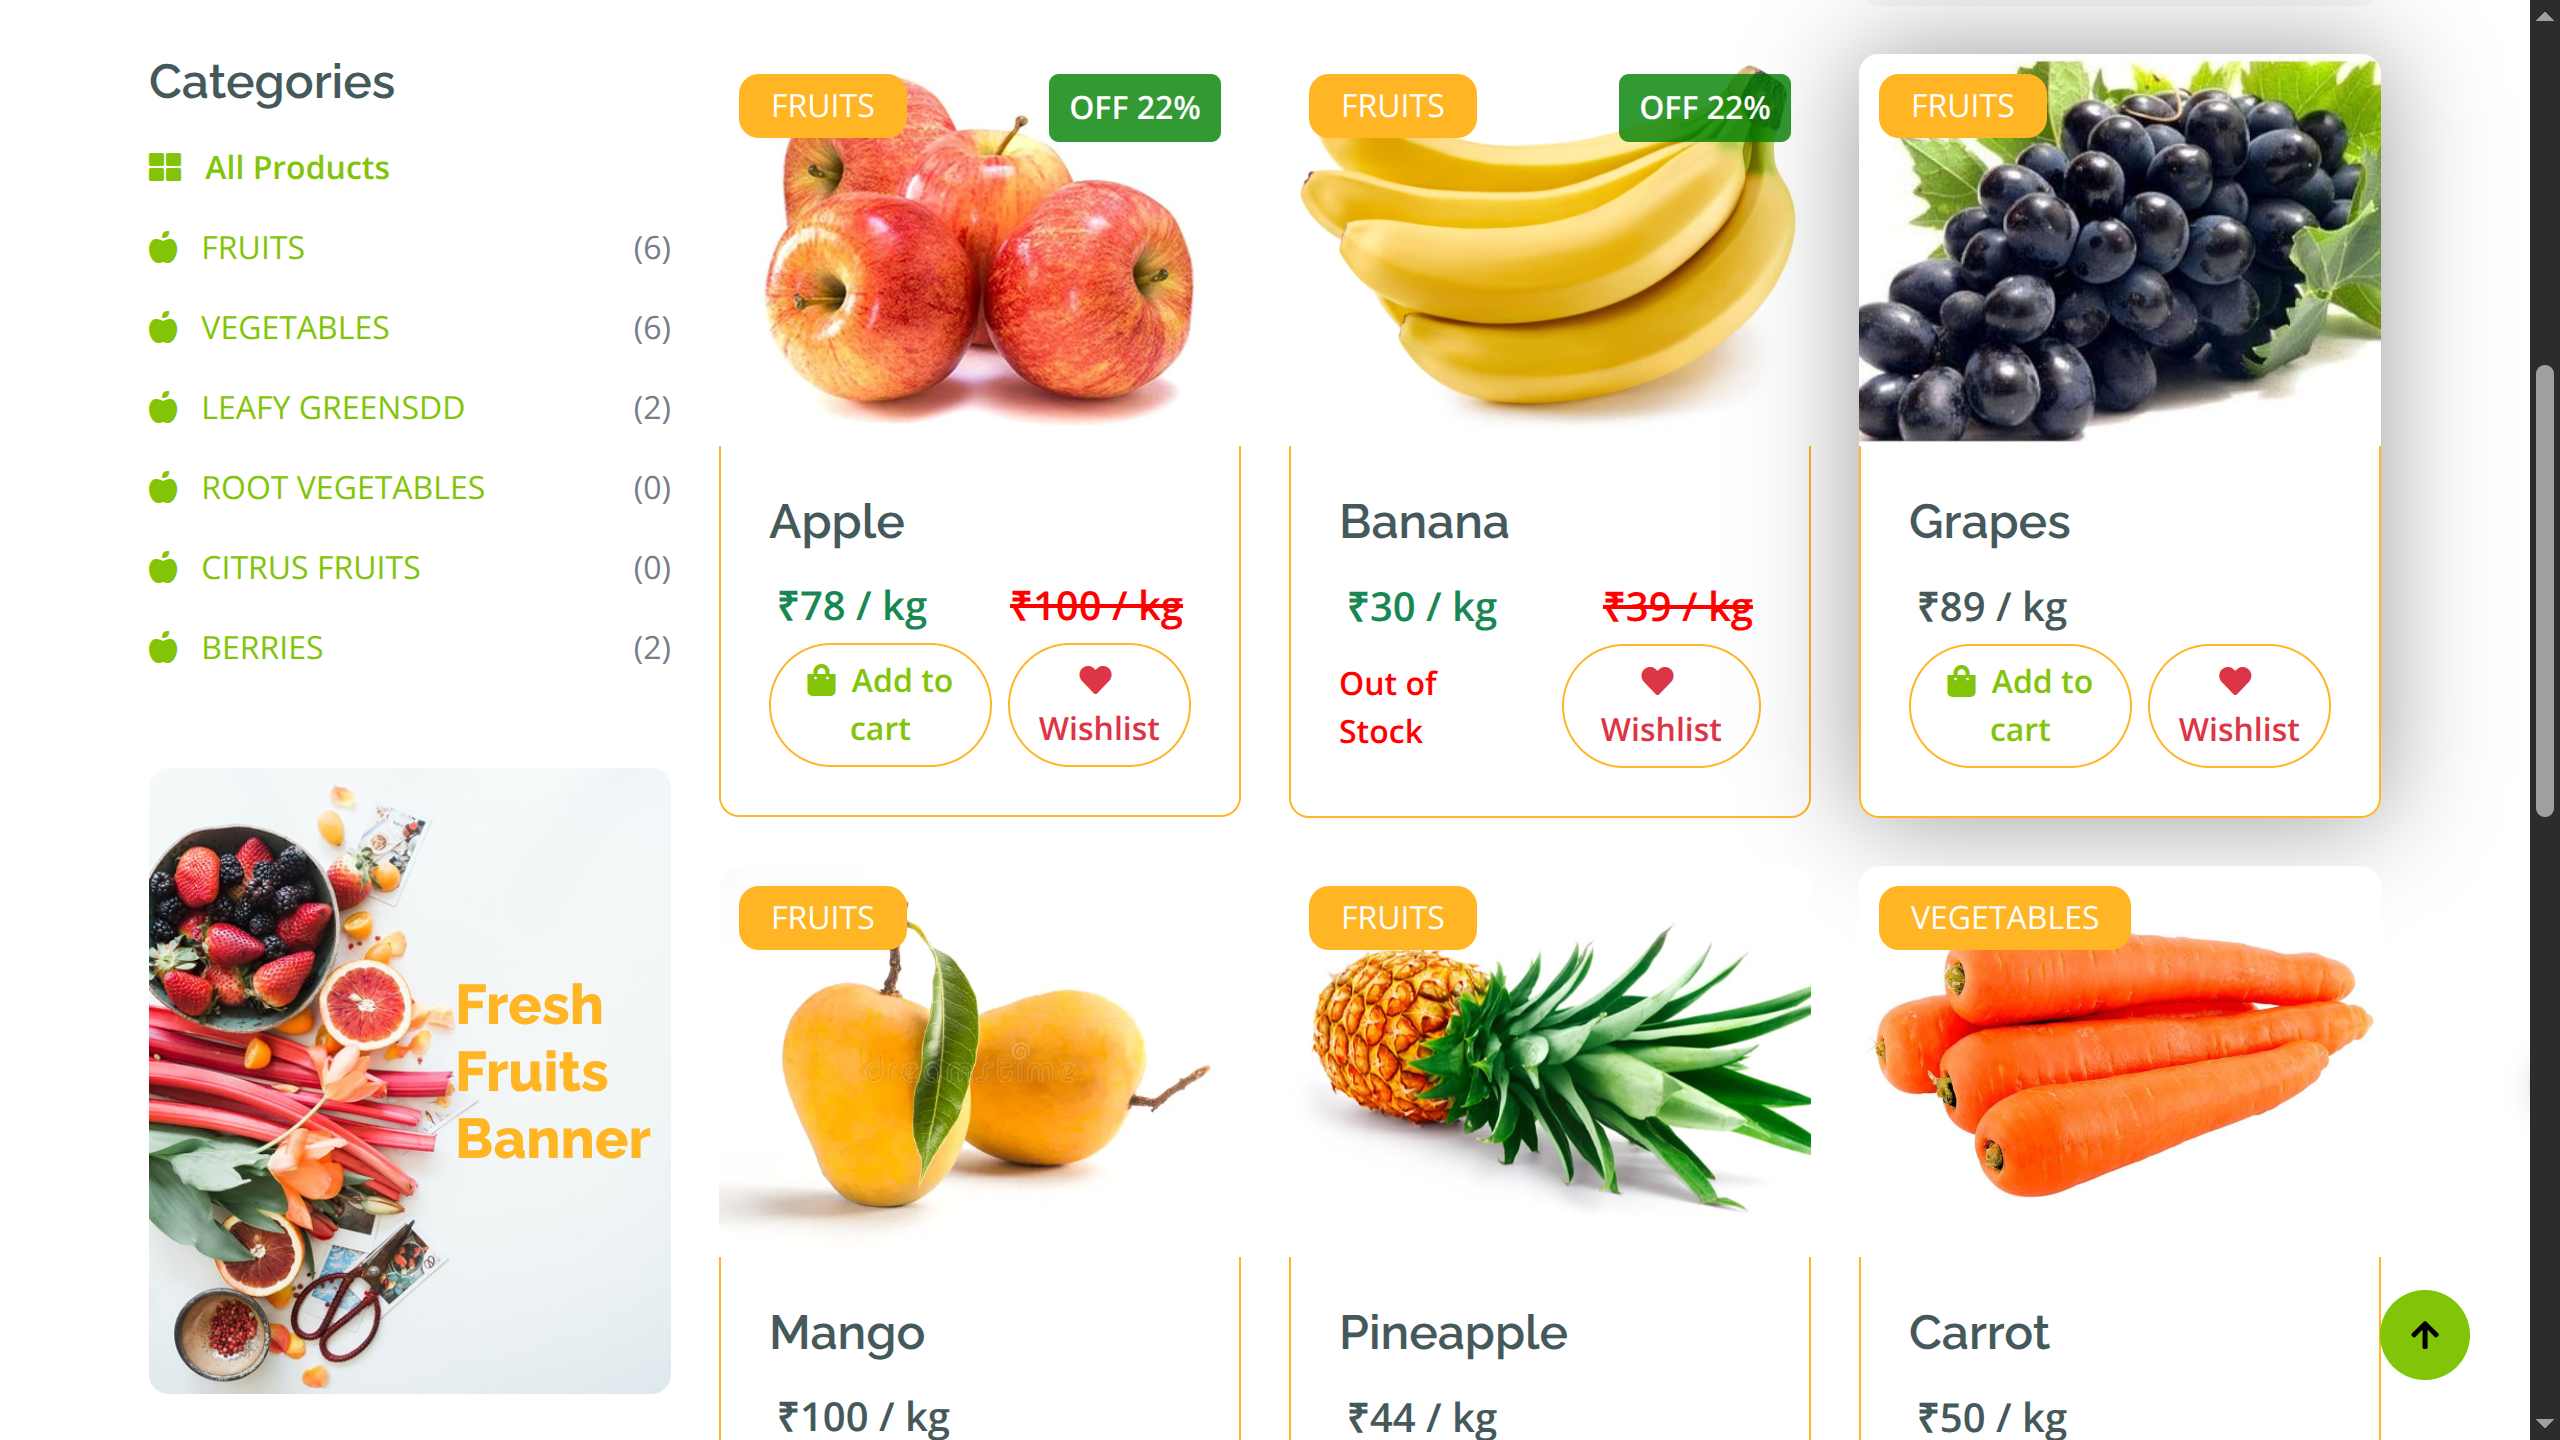 Categories
All Products
FRUITS (6)
VEGETABLES (6)
LEAFY GREENSDD (2)
ROOT VEGETABLES (0)
CITRUS FRUITS (0)
BERRIES (2)
Fresh
Fruits
Banner
FRUITS
OFF 22%
Apple
₹78 / kg ₹100 / kg
Add to
cart
Wishlist
FRUITS
OFF 22%
Banana
₹30 / kg ₹39 / kg
Out of
Stock
Wishlist
FRUITS
Grapes
₹89 / kg
Add to
cart
Wishlist
FRUITS
dreamstime
Mango
₹100 / kg
FRUITS
Pineapple
₹44 / kg
VEGETABLES
Carrot
₹50 / kg